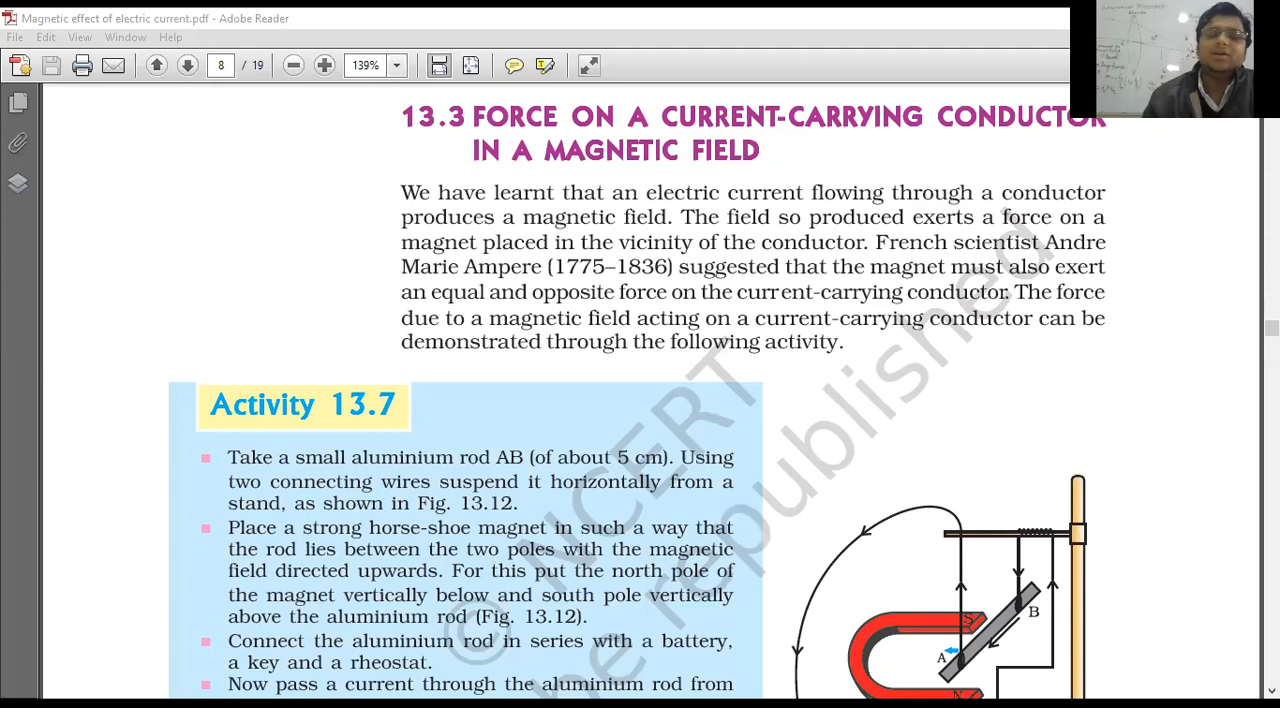 Magnetic effect of electric current.pdf - Adobe Reader
File Edit View Window Help
8 / 19 139%
13.3 FORCE ON A CURRENT-CARRYING CONDUCTOR
IN A MAGNETIC FIELD
We have learnt that an electric current flowing through a conductor
produces a magnetic field. The field so produced exerts a force on a
magnet placed in the vicinity of the conductor. French scientist Andre
Marie Ampere (1775–1836) suggested that the magnet must also exert
an equal and opposite force on the current-carrying conductor. The force
due to a magnetic field acting on a current-carrying conductor can be
demonstrated through the following activity.
Activity 13.7
Take a small aluminium rod AB (of about 5 cm). Using
two connecting wires suspend it horizontally from a
stand, as shown in Fig. 13.12.
Place a strong horse-shoe magnet in such a way that
the rod lies between the two poles with the magnetic
field directed upwards. For this put the north pole of
the magnet vertically below and south pole vertically
above the aluminium rod (Fig. 13.12).
Connect the aluminium rod in series with a battery,
a key and a rheostat.
Now pass a current through the aluminium rod from
S
B
A
N
© NCERT
be republished